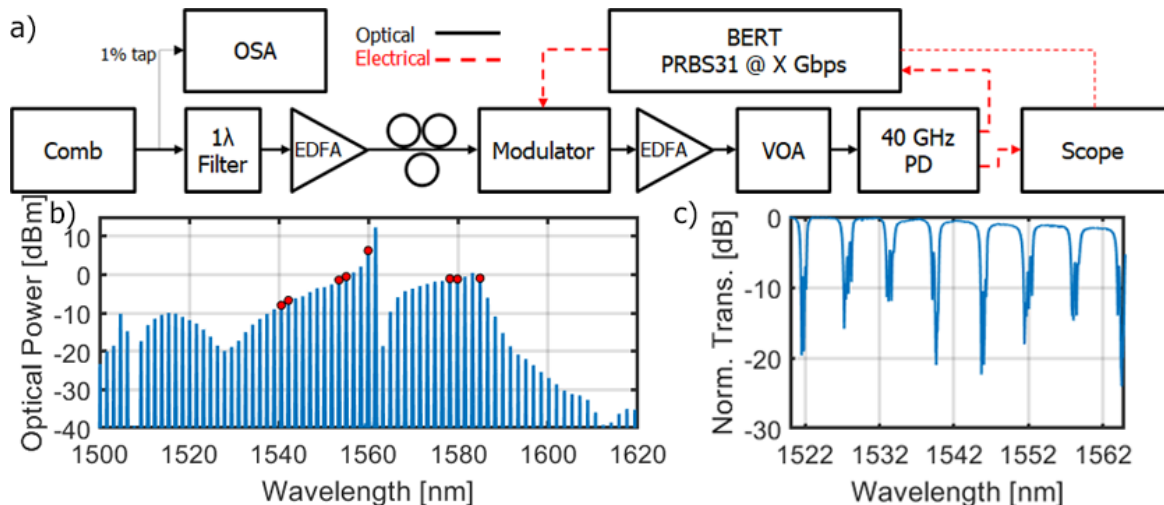 a)
1% tap
OSA
Optical
Electrical
BERT
PRBS31 @ X Gbps
Comb
1λ
Filter
EDFA
Modulator
EDFA
VOA
40 GHz
PD
Scope
b)
Optical Power [dBm]
10
0
-10
-20
-30
-40
1500
1520
1540
1560
1580
1600
1620
Wavelength [nm]
c)
Norm. Trans. [dB]
0
-10
-20
-30
1522
1532
1542
1552
1562
Wavelength [nm]